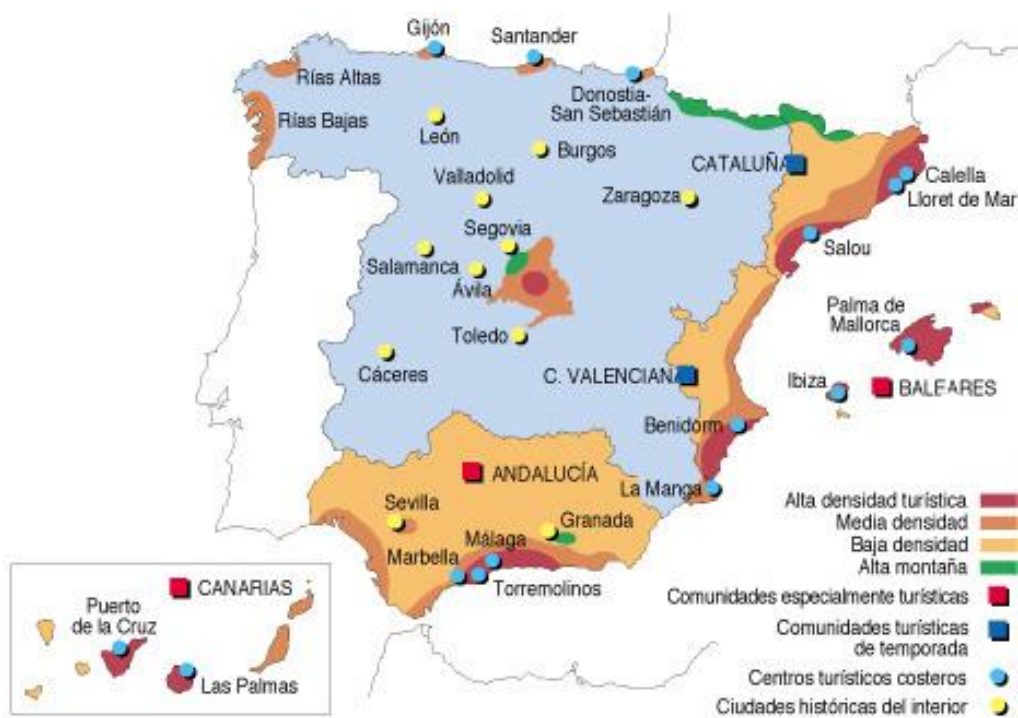 Gijón
Santander
Rías Altas
Donostia-
San Sebastián
Rías Bajas
León
Burgos
CATALUÑA
Valladolid
Zaragoza
Calella
Lloret de Mar
Segovia
Salou
Salamanca
Ávila
Palma de
Mallorca
Toledo
Cáceres
C. VALENCIANA
Ibiza
BALEARES
Benidorm
ANDALUCÍA
La Manga
Sevilla
Granada
Málaga
Marbella
Torremolinos
CANARIAS
Puerto
de la Cruz
Las Palmas
Alta densidad turística
Media densidad
Baja densidad
Alta montaña
Comunidades especialmente turísticas
Comunidades turísticas
de temporada
Centros turísticos costeros
Ciudades históricas del interior